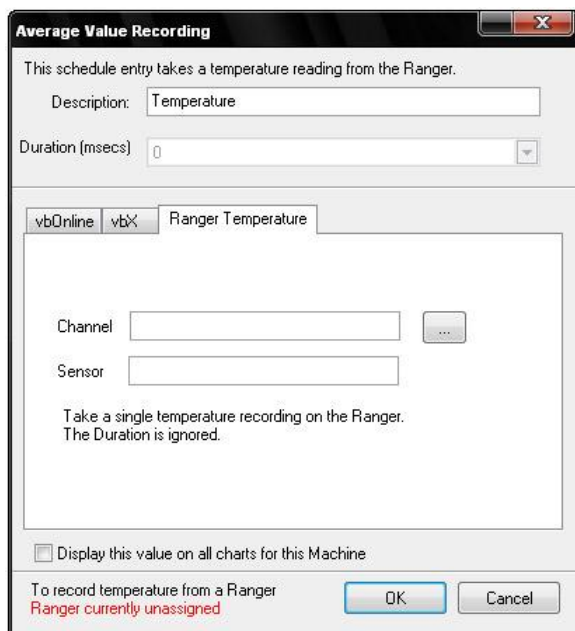 Average Value Recording
This schedule entry takes a temperature reading from the Ranger.
Description: Temperature
Duration (msecs) 0
vbOnline vbX Ranger Temperature
Channel ...
Sensor
Take a single temperature recording on the Ranger.
The Duration is ignored.
Display this value on all charts for this Machine
To record temperature from a Ranger
Ranger currently unassigned
OK Cancel